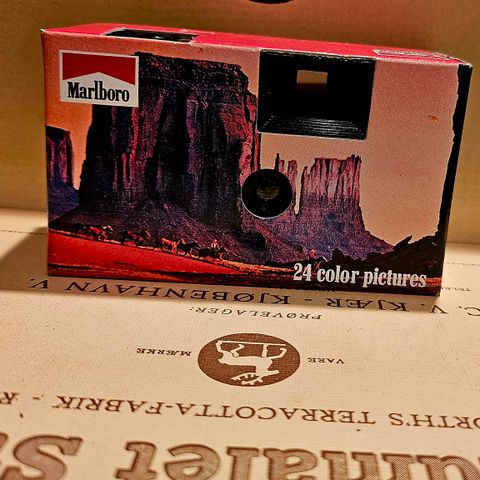 Marlboro
24 color pictures
C. V. KJÆR - KJØBENHAVN V.
PRØVELAGER:
VARE MÆRKE
ORTH'S TERRACOTTA-FABRIK - R